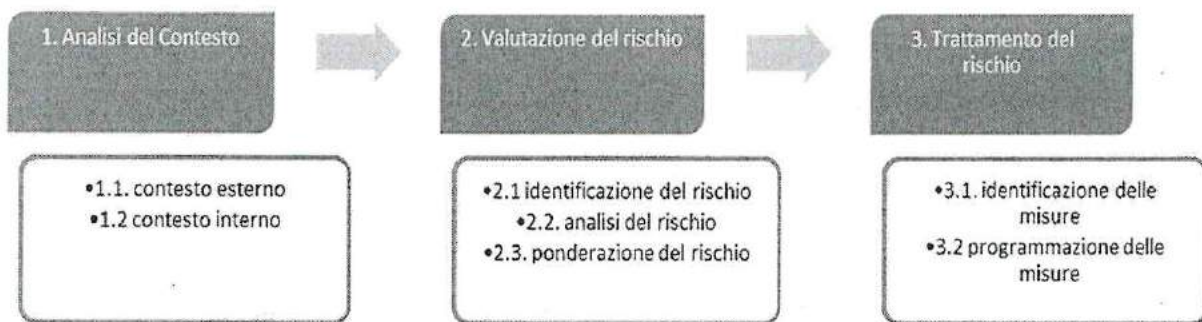 1. Analisi del Contesto
•1.1. contesto esterno
•1.2 contesto interno
2. Valutazione del rischio
•2.1 identificazione del rischio
•2.2. analisi del rischio
•2.3. ponderazione del rischio
3. Trattamento del
rischio
•3.1. identificazione delle
misure
•3.2 programmazione delle
misure